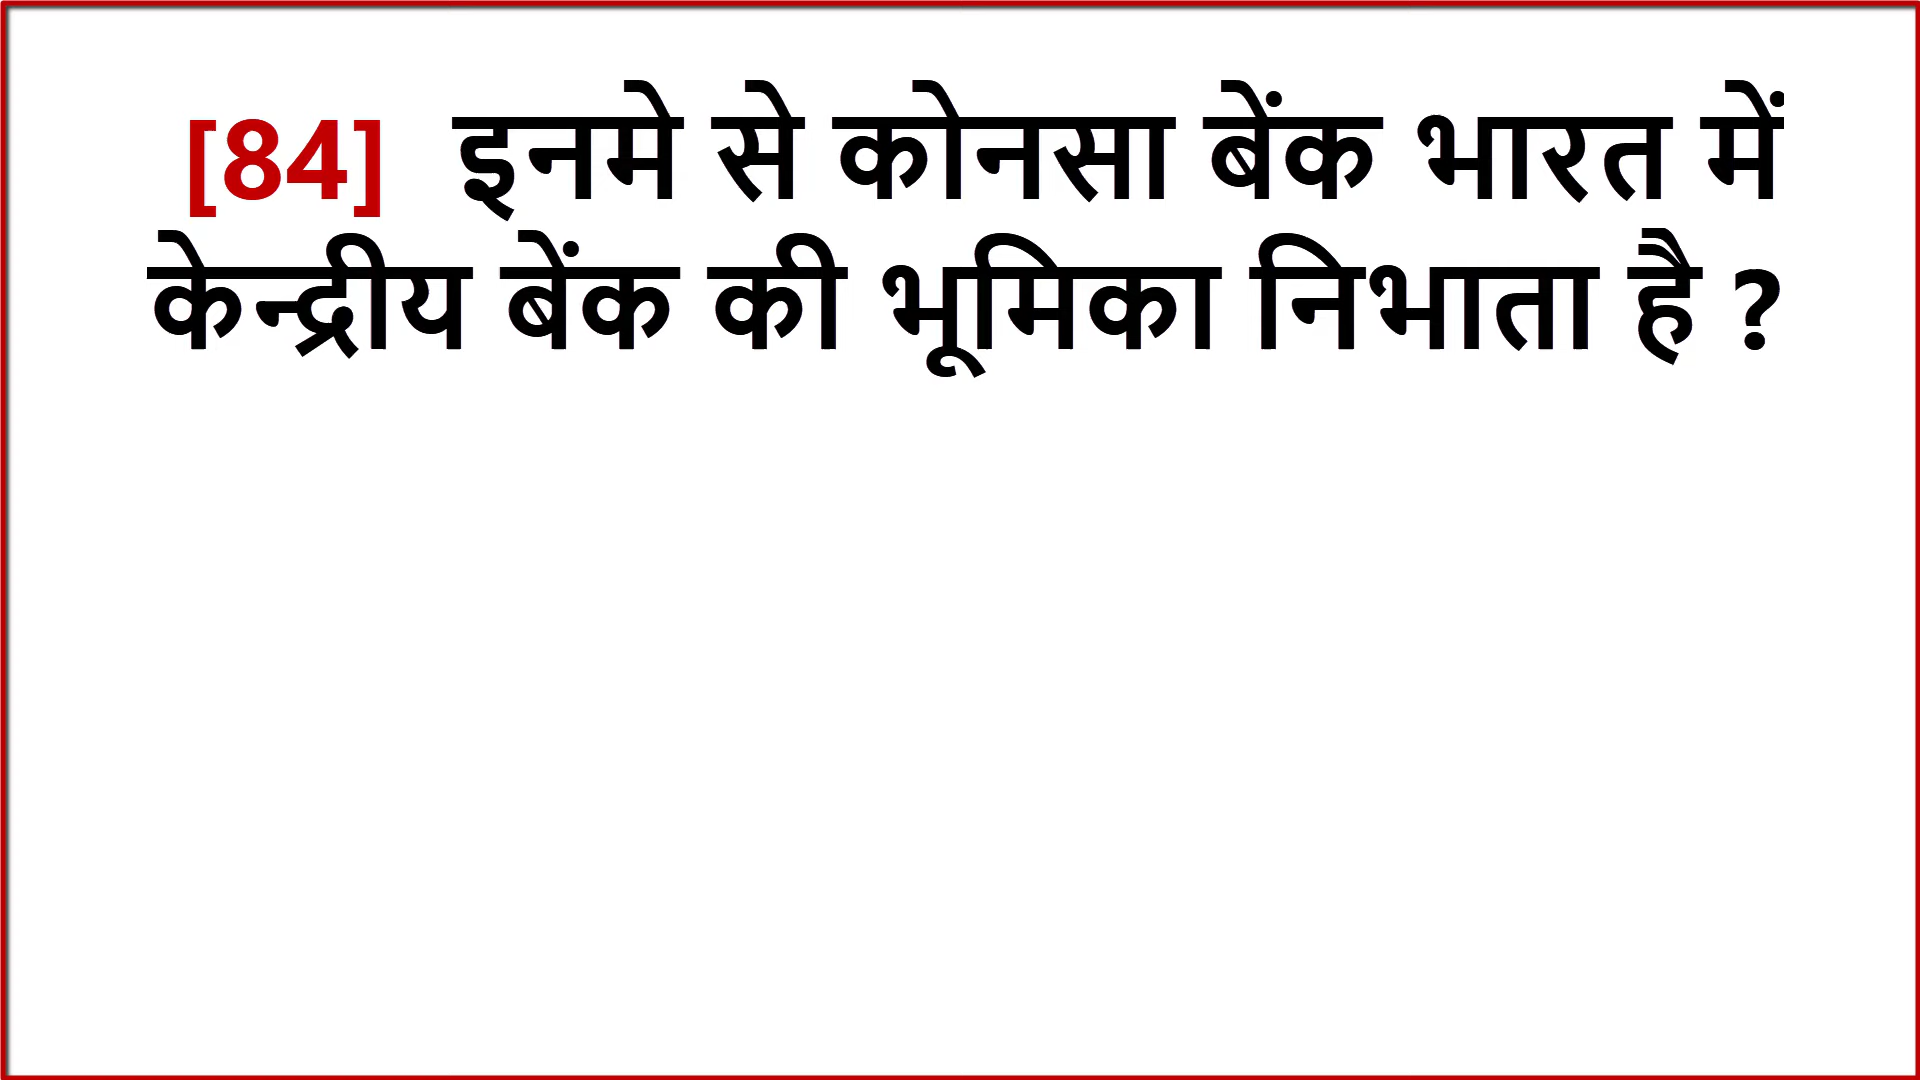 [84] इनमे से कोनसा बेंक भारत में
केन्द्रीय बेंक की भूमिका निभाता है ?